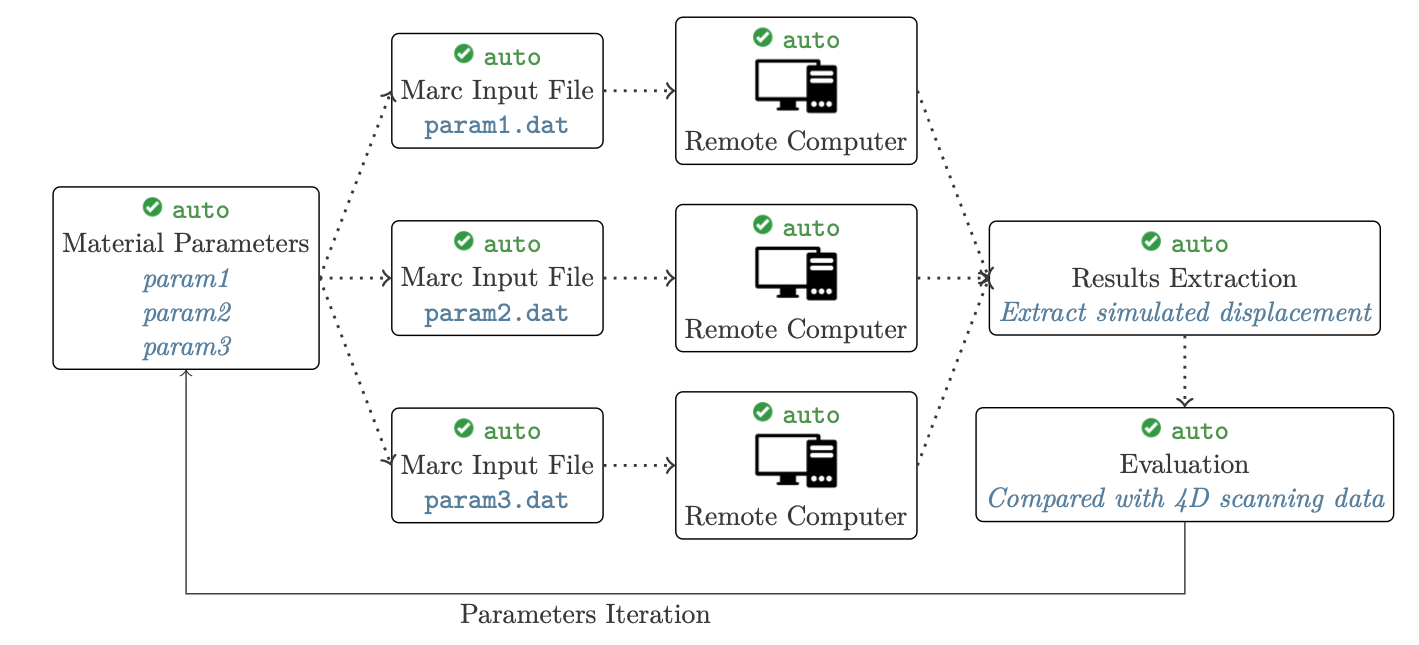 auto
Material Parameters
param1
param2
param3
auto
Marc Input File
param1.dat
auto
Remote Computer
auto
Marc Input File
param2.dat
auto
Remote Computer
auto
Marc Input File
param3.dat
auto
Remote Computer
auto
Results Extraction
Extract simulated displacement
auto
Evaluation
Compared with 4D scanning data
Parameters Iteration